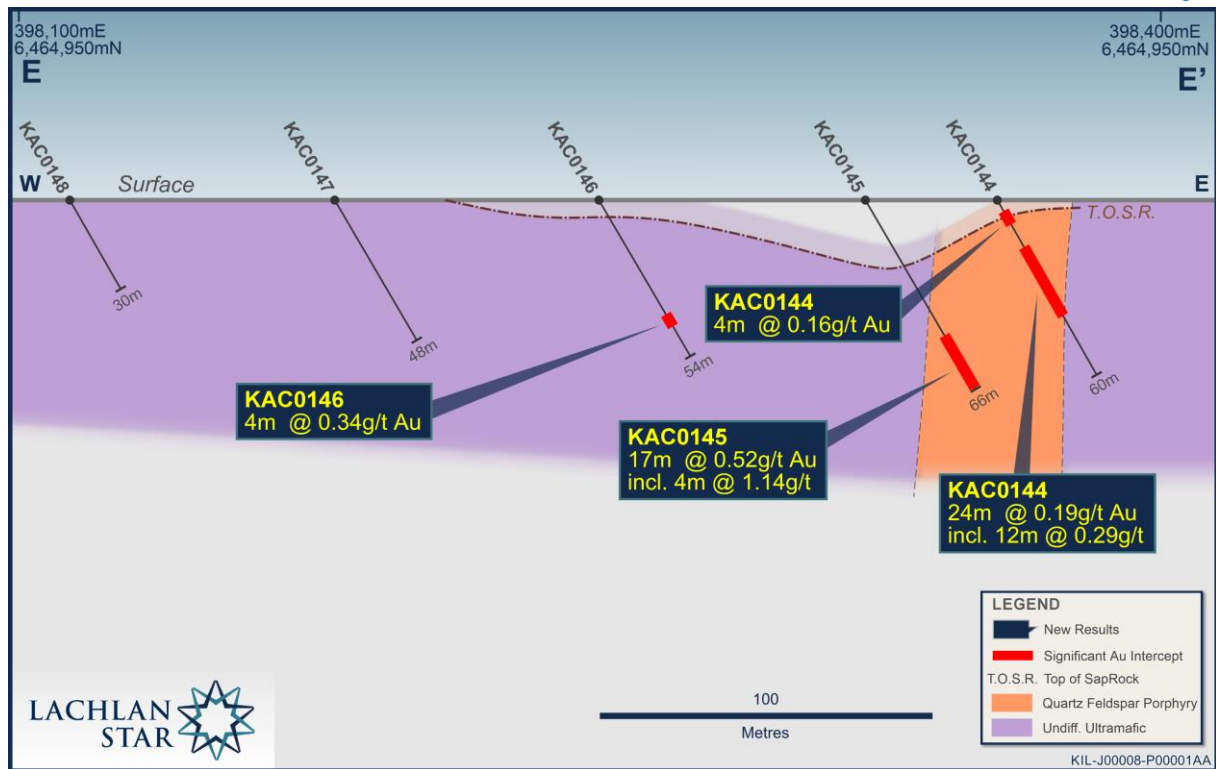 398,100mE
6,464,950mN
E
398,400mE
6,464,950mN
E'
KAC0148
KAC0147
KAC0146
KAC0145
KAC0144
W
Surface
E
T.O.S.R.
30m
48m
54m
66m
60m
KAC0144
4m @ 0.16g/t Au
KAC0146
4m @ 0.34g/t Au
KAC0145
17m @ 0.52g/t Au
incl. 4m @ 1.14g/t
KAC0144
24m @ 0.19g/t Au
incl. 12m @ 0.29g/t
LEGEND
New Results
Significant Au Intercept
T.O.S.R. Top of SapRock
Quartz Feldspar Porphyry
Undiff. Ultramafic
LACHLAN
STAR
100
Metres
KIL-J00008-P00001AA